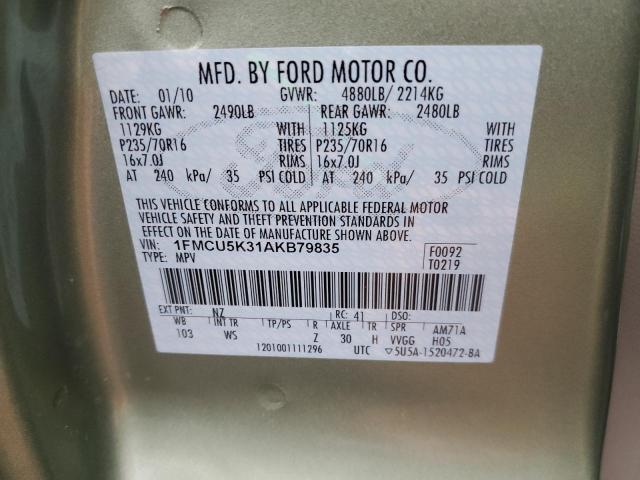 MFD. BY FORD MOTOR CO.
DATE: 01/10 GVWR: 4880LB/ 2214KG
FRONT GAWR: 2490LB REAR GAWR: 2480LB
1129KG WITH 1125KG WITH
P235/70R16 TIRES P235/70R16 TIRES
16x7.0J RIMS 16x7.0J RIMS
AT 240 kPa/ 35 PSI COLD AT 240 kPa/ 35 PSI COLD
THIS VEHICLE CONFORMS TO ALL APPLICABLE FEDERAL MOTOR
VEHICLE SAFETY AND THEFT PREVENTION STANDARDS IN
EFFECT ON THE DATE OF MANUFACTURE SHOWN ABOVE.
VIN: 1FMCU5K31AKB79835 F0092
TYPE: MPV T0219
EXT PNT: NZ RC: 41 DSO:
WB INT TR TP/PS R AXLE TR SPR AM71A
103 WS Z 30 H VVGG H05
1201001111296 UTC ▽5U5A-1520472-BA
Ford